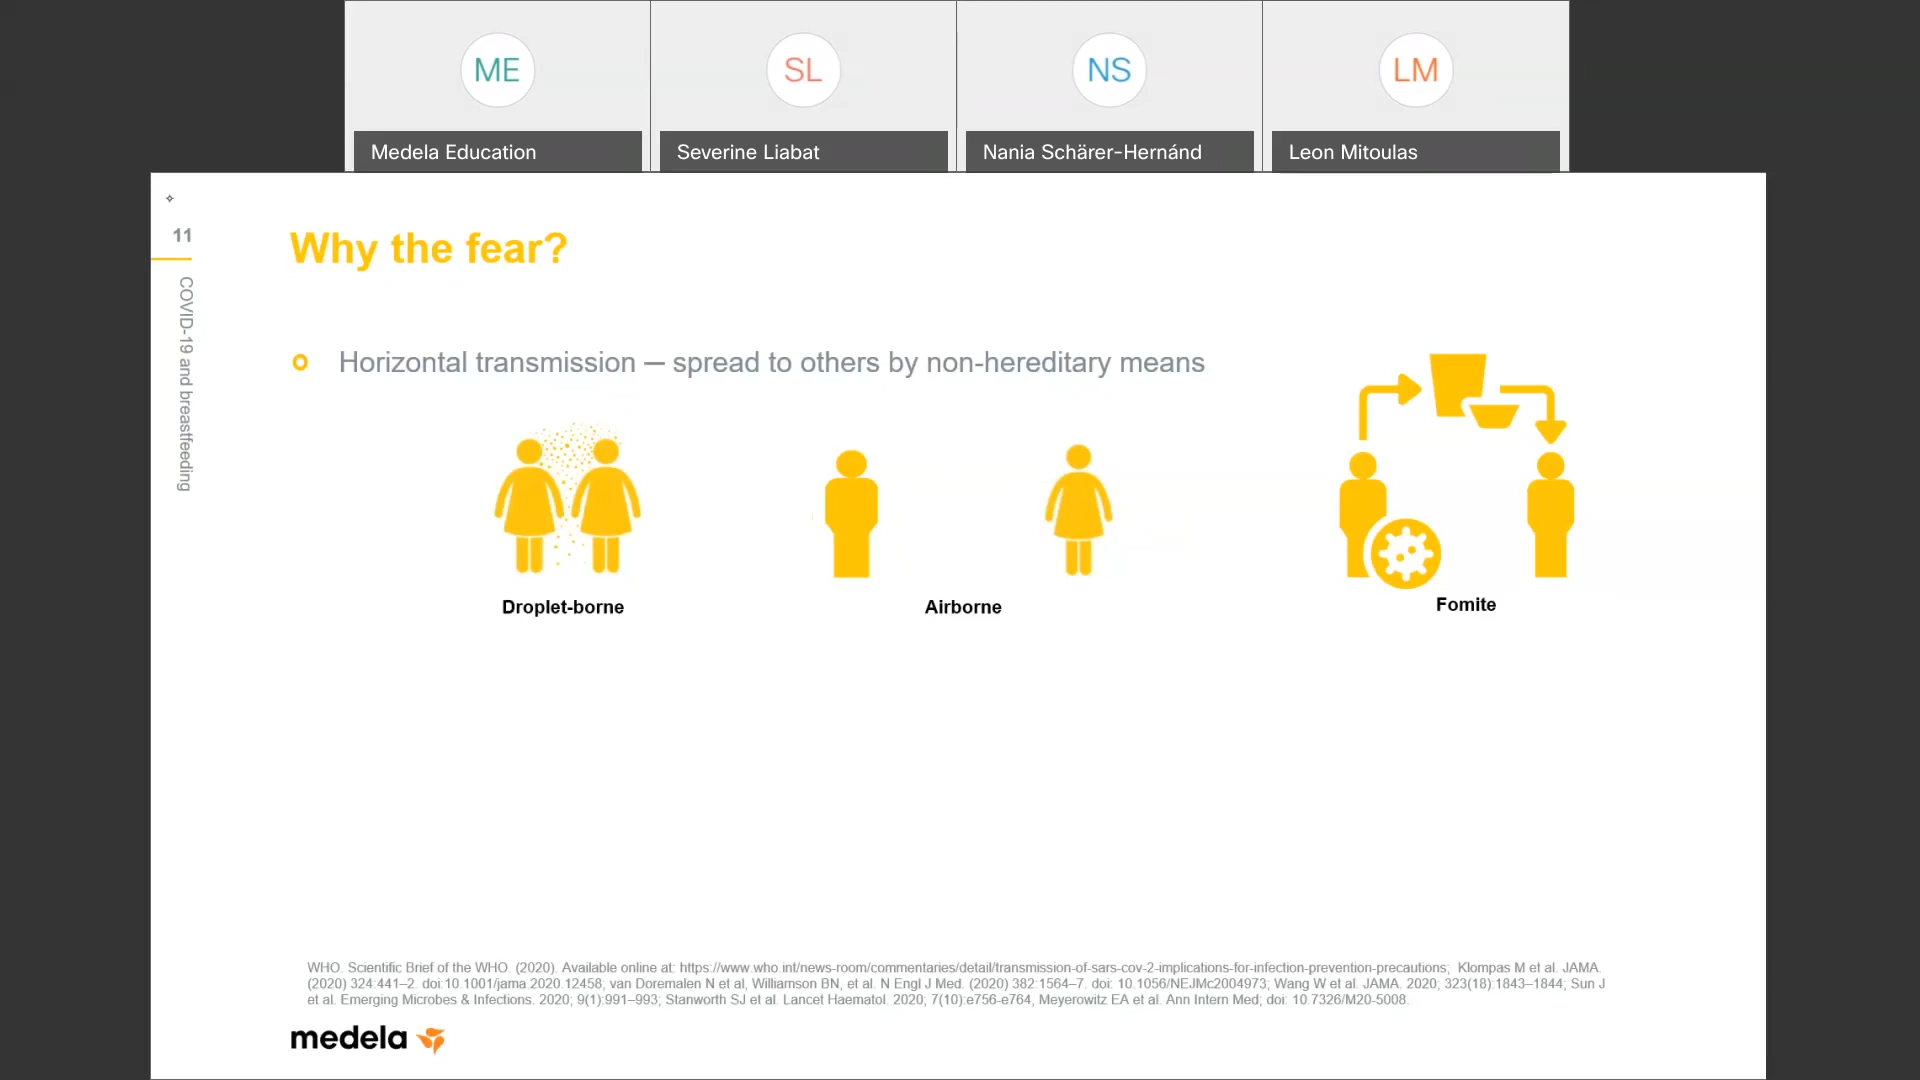 ME
SL
NS
LM
Medela Education
Severine Liabat
Nania Schärer-Hernánd
Leon Mitoulas
11
COVID-19 and breastfeeding
Why the fear?
Horizontal transmission — spread to others by non-hereditary means
Droplet-borne
Airborne
Fomite
WHO. Scientific Brief of the WHO. (2020). Available online at: https://www.who.int/news-room/commentaries/detail/transmission-of-sars-cov-2-implications-for-infection-prevention-precautions; Klompas M et al. JAMA.
(2020) 324:441–2. doi:10.1001/jama.2020.12458; van Doremalen N et al, Williamson BN, et al. N Engl J Med. (2020) 382:1564–7. doi: 10.1056/NEJMc2004973; Wang W et al. JAMA. 2020; 323(18):1843–1844; Sun J
et al. Emerging Microbes & Infections. 2020; 9(1):991–993; Stanworth SJ et al. Lancet Haematol. 2020; 7(10):e756-e764, Meyerowitz EA et al. Ann Intern Med; doi: 10.7326/M20-5008.
medela